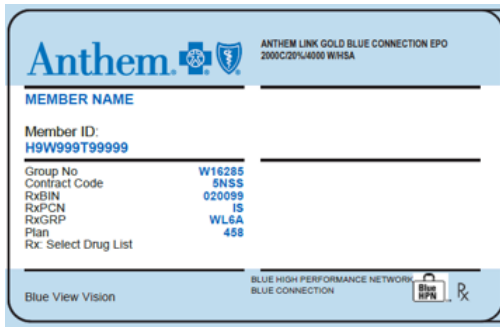 Anthem.
ANTHEM LINK GOLD BLUE CONNECTION EPO
2000C/20%/4000 W/HSA
MEMBER NAME
Member ID:
H9W999T99999
Group No W16285
Contract Code 5NSS
RxBIN 020099
RxPCN IS
RxGRP WL6A
Plan 458
Rx: Select Drug List
Blue View Vision
BLUE HIGH PERFORMANCE NETWORK
BLUE CONNECTION
Blue
HPN
Rx